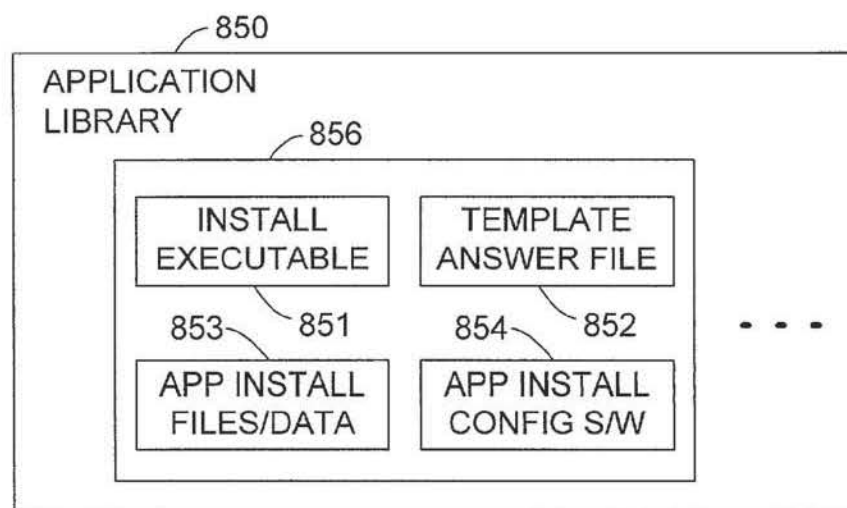 850
APPLICATION
LIBRARY
856
INSTALL
EXECUTABLE
TEMPLATE
ANSWER FILE
851
852
853
854
APP INSTALL
FILES/DATA
APP INSTALL
CONFIG S/W
. . .